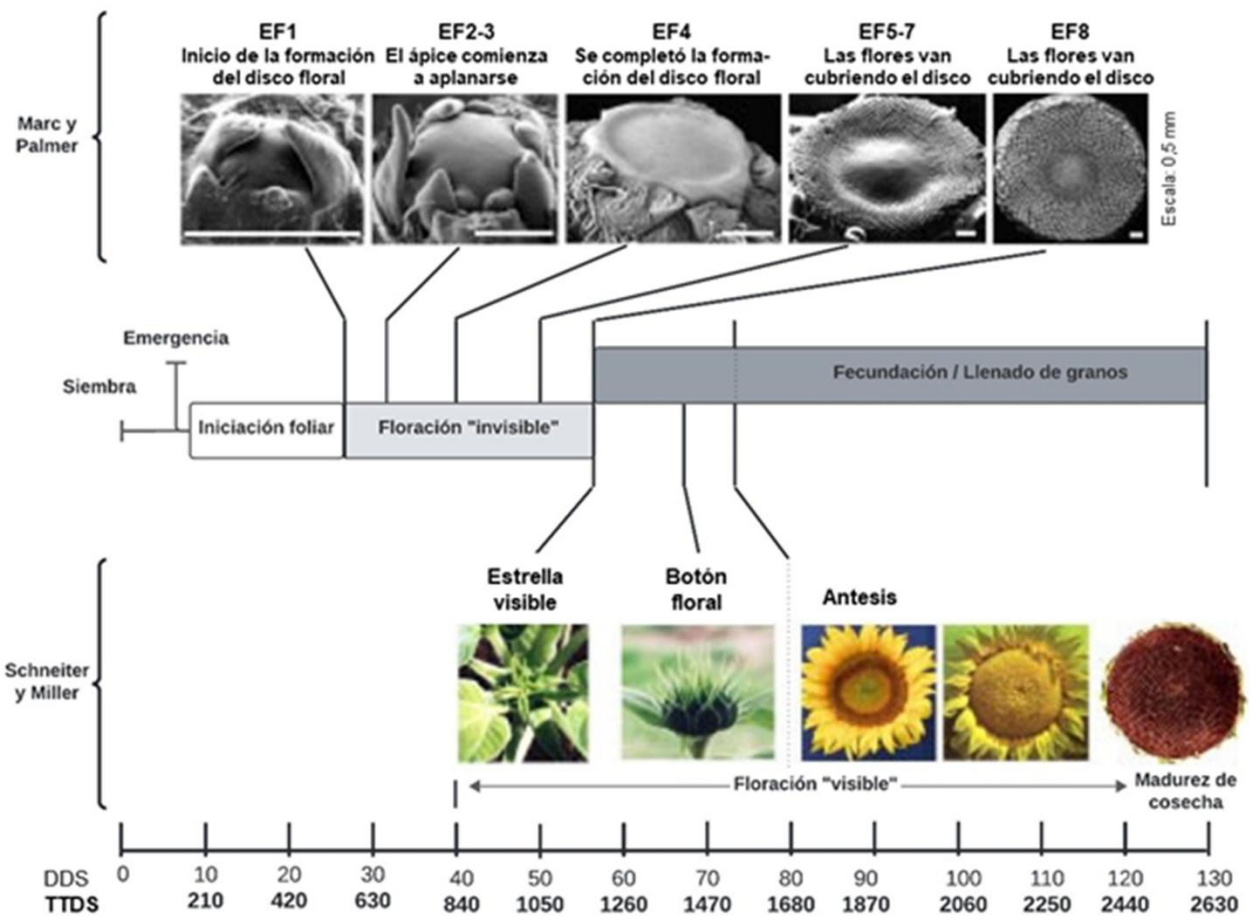 EF1
Inicio de la formación
del disco floral
EF2-3
El ápice comienza
a aplanarse
EF4
Se completó la forma-
ción del disco floral
EF5-7
Las flores van
cubriendo el disco
EF8
Las flores van
cubriendo el disco
Marc y
Palmer
Escala: 0,5 mm
Emergencia
Siembra
Iniciación foliar
Floración "invisible"
Fecundación / Llenado de granos
Estrella
visible
Botón
floral
Antesis
Schneiter
y Miller
Floración "visible"
Madurez de
cosecha
DDS 0 10 20 30 40 50 60 70 80 90 100 110 120 130
TTDS 210 420 630 840 1050 1260 1470 1680 1870 2060 2250 2440 2630